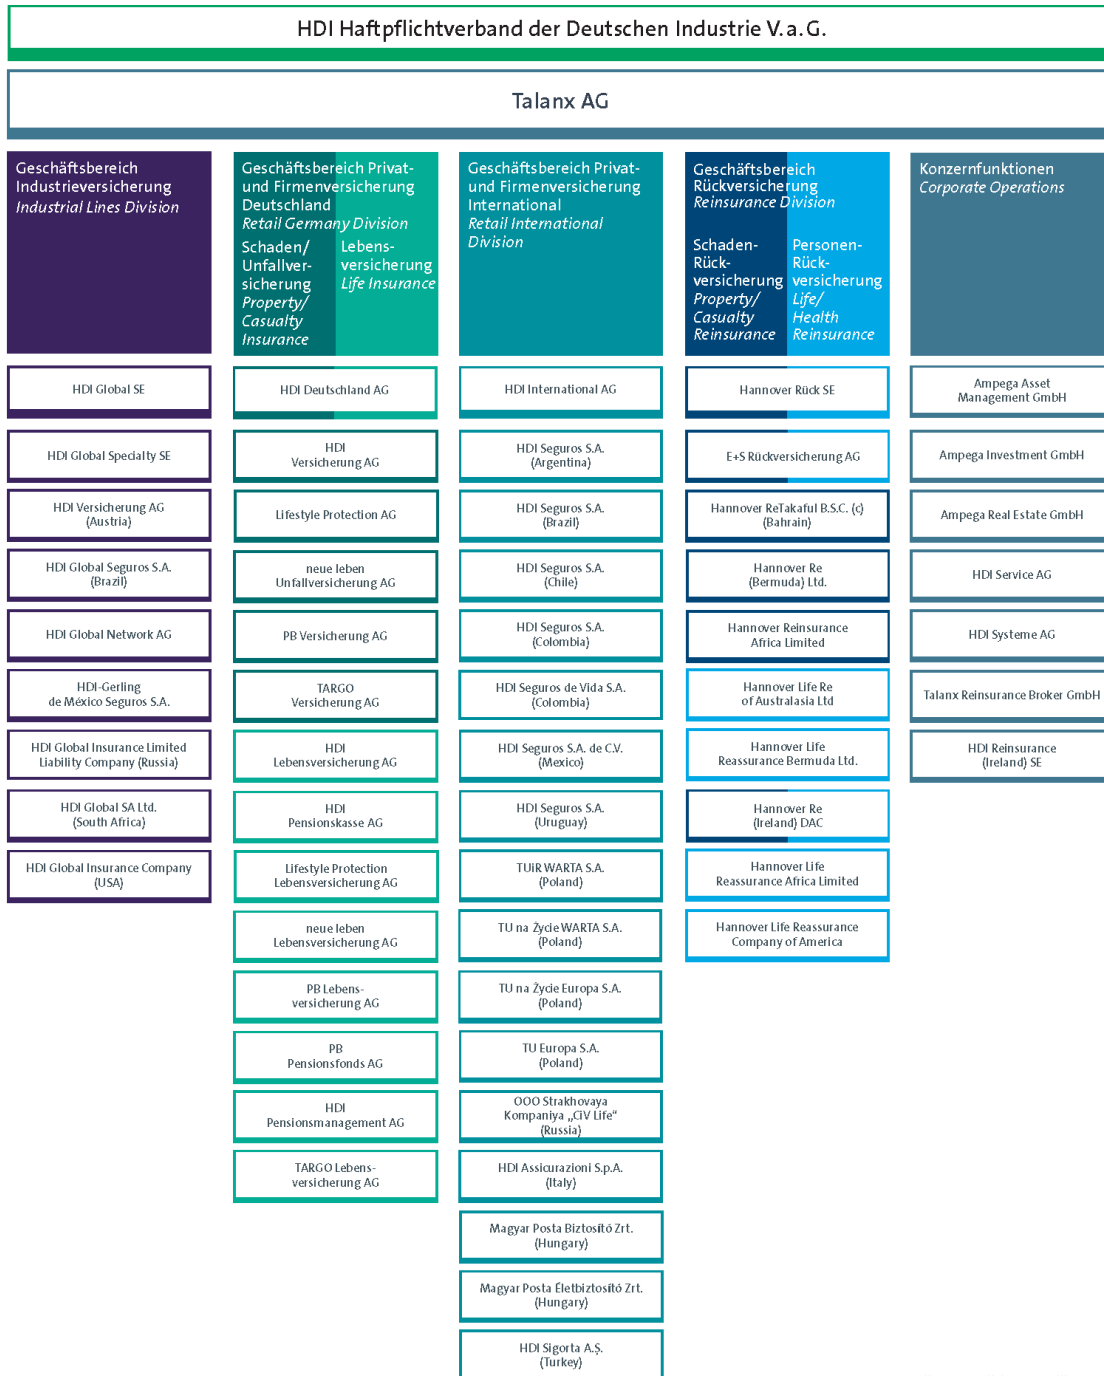 HDI Haftpflichtverband der Deutschen Industrie V.a.G.
Talanx AG
Geschäftsbereich
Industrieversicherung
Industrial Lines Division
Geschäftsbereich Privat-
und Firmenversicherung
Deutschland
Retail Germany Division
Schaden/
Unfallver-
sicherung
Property/
Casualty
Insurance
Lebens-
versicherung
Life Insurance
Geschäftsbereich Privat-
und Firmenversicherung
International
Retail International
Division
Geschäftsbereich
Rückversicherung
Reinsurance Division
Schaden-
Rück-
versicherung
Property/
Casualty
Reinsurance
Personen-
Rück-
versicherung
Life/
Health
Reinsurance
Konzernfunktionen
Corporate Operations
HDI Global SE
HDI Global Specialty SE
HDI Versicherung AG
(Austria)
HDI Global Seguros S.A.
(Brazil)
HDI Global Network AG
HDI-Gerling
de México Seguros S.A.
HDI Global Insurance Limited
Liability Company (Russia)
HDI Global SA Ltd.
(South Africa)
HDI Global Insurance Company
(USA)
HDI Deutschland AG
HDI
Versicherung AG
Lifestyle Protection AG
neue leben
Unfallversicherung AG
PB Versicherung AG
TARGO
Versicherung AG
HDI
Lebensversicherung AG
HDI
Pensionskasse AG
Lifestyle Protection
Lebensversicherung AG
neue leben
Lebensversicherung AG
PB Lebens-
versicherung AG
PB
Pensionsfonds AG
HDI
Pensionsmanagement AG
TARGO Lebens-
versicherung AG
HDI International AG
HDI Seguros S.A.
(Argentina)
HDI Seguros S.A.
(Brazil)
HDI Seguros S.A.
(Chile)
HDI Seguros S.A.
(Colombia)
HDI Seguros de Vida S.A.
(Colombia)
HDI Seguros S.A. de C.V.
(Mexico)
HDI Seguros S.A.
(Uruguay)
TUiR WARTA S.A.
(Poland)
TU na Życie WARTA S.A.
(Poland)
TU na Życie Europa S.A.
(Poland)
TU Europa S.A.
(Poland)
OOO Strakhovaya
Kompaniya „CiV Life“
(Russia)
HDI Assicurazioni S.p.A.
(Italy)
Magyar Posta Biztosító Zrt.
(Hungary)
Magyar Posta Életbiztosító Zrt.
(Hungary)
HDI Sigorta A.Ş.
(Turkey)
Hannover Rück SE
E+S Rückversicherung AG
Hannover ReTakaful B.S.C. (c)
(Bahrain)
Hannover Re
(Bermuda) Ltd.
Hannover Reinsurance
Africa Limited
Hannover Life Re
of Australasia Ltd
Hannover Life
Reassurance Bermuda Ltd.
Hannover Re
(Ireland) DAC
Hannover Life
Reassurance Africa Limited
Hannover Life Reassurance
Company of America
Ampega Asset
Management GmbH
Ampega Investment GmbH
Ampega Real Estate GmbH
HDI Service AG
HDI Systeme AG
Talanx Reinsurance Broker GmbH
HDI Reinsurance
(Ireland) SE